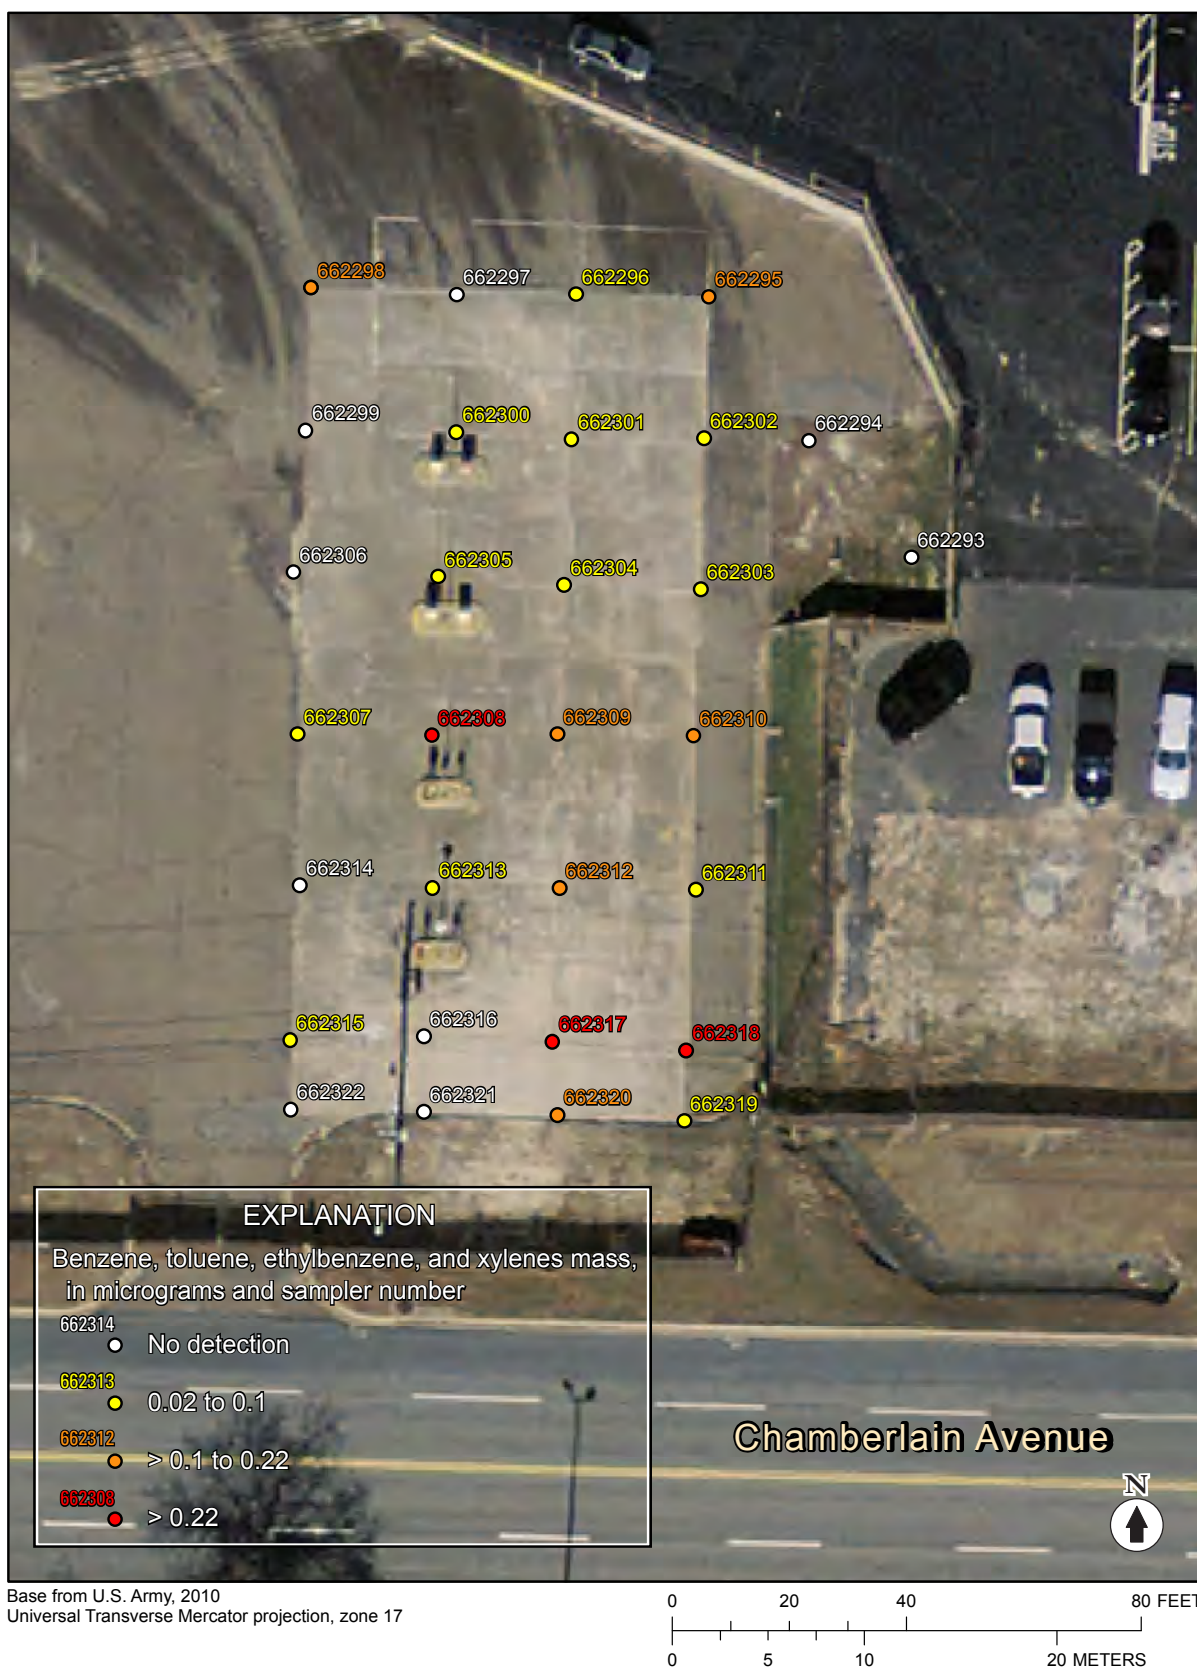 662298
662297
662296
662295
662299
662300
662301
662302
662294
662306
662305
662304
662303
662293
662307
662308
662309
662310
662314
662313
662312
662311
662315
662316
662317
662318
662322
662321
662320
662319
EXPLANATION
Benzene, toluene, ethylbenzene, and xylenes mass,
in micrograms and sampler number
662314
No detection
662313
0.02 to 0.1
662312
> 0.1 to 0.22
662308
> 0.22
Chamberlain Avenue
N
Base from U.S. Army, 2010
Universal Transverse Mercator projection, zone 17
0 20 40 80 FEET
0 5 10 20 METERS